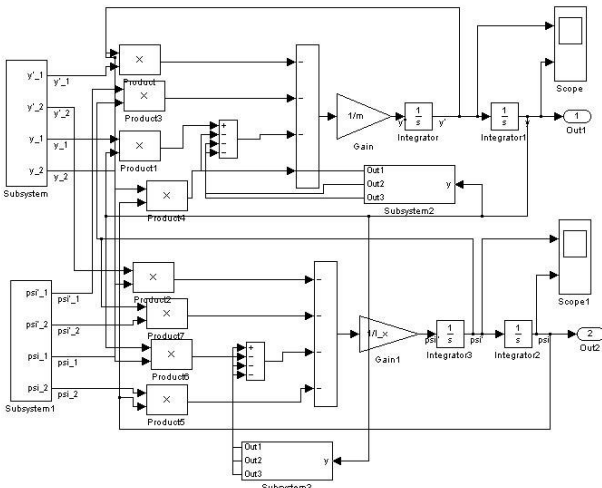 Subsystem
y'_1
y'_2
y_1
y_2
y'_1
y'_2
y_1
y_2
Product
Product3
Product1
Product4
+
−
−
−
−
−
−
−
1/m
Gain
y''
1
s
Integrator
y'
1
s
Integrator1
y
Scope
1
Out1
Out1
Out2
Out3
y
Subsystem2
Subsystem1
psi'_1
psi'_2
psi_1
psi_2
psi'_1
psi'_2
psi_1
psi_2
Product2
Product7
Product6
Product5
+
−
−
−
−
−
−
−
1/I_x
Gain1
psi''
1
s
Integrator3
psi'
1
s
Integrator2
psi
Scope1
2
Out2
Out1
Out2
Out3
y
Subsystem3